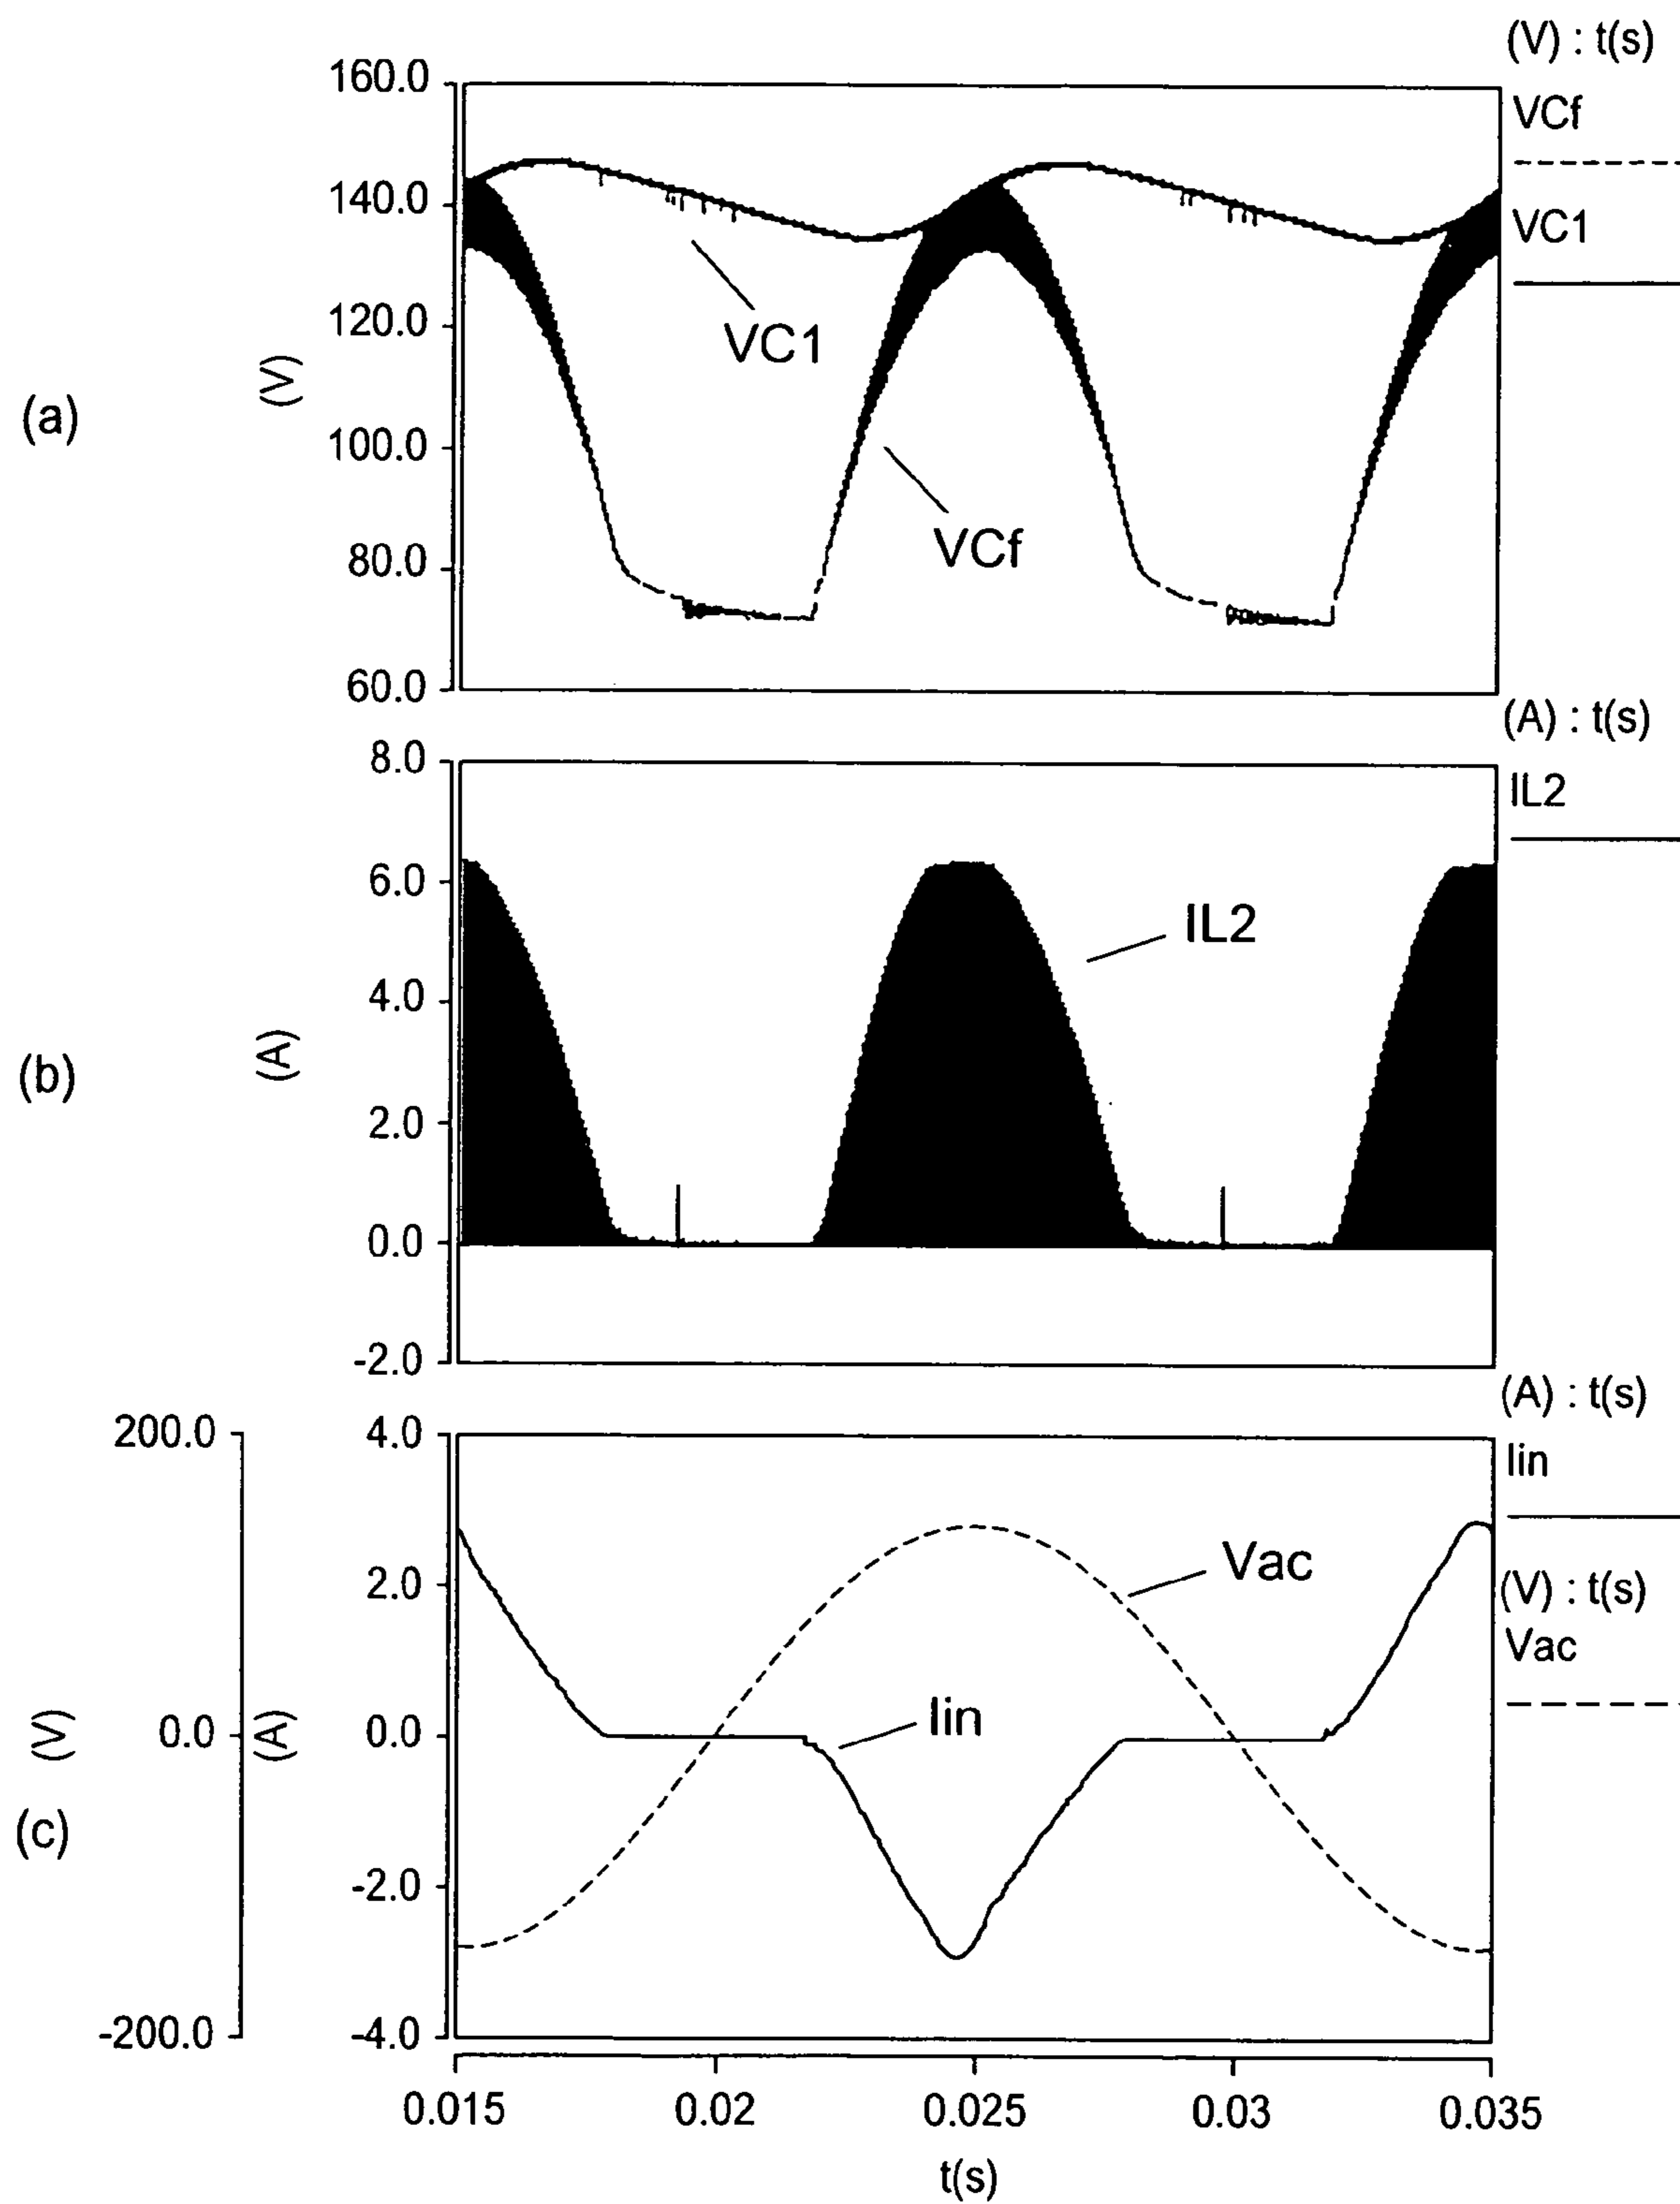 (V) : t(s)
VCf
VC1
160.0
140.0
120.0
100.0
80.0
60.0
(V)
(a)
VC1
VCf
(A) : t(s)
IL2
8.0
6.0
4.0
2.0
0.0
-2.0
(A)
(b)
IL2
(A) : t(s)
Iin
(V) : t(s)
Vac
200.0
0.0
-200.0
(V)
4.0
2.0
0.0
-2.0
-4.0
(A)
(c)
Vac
Iin
0.015
0.02
0.025
0.03
0.035
t(s)